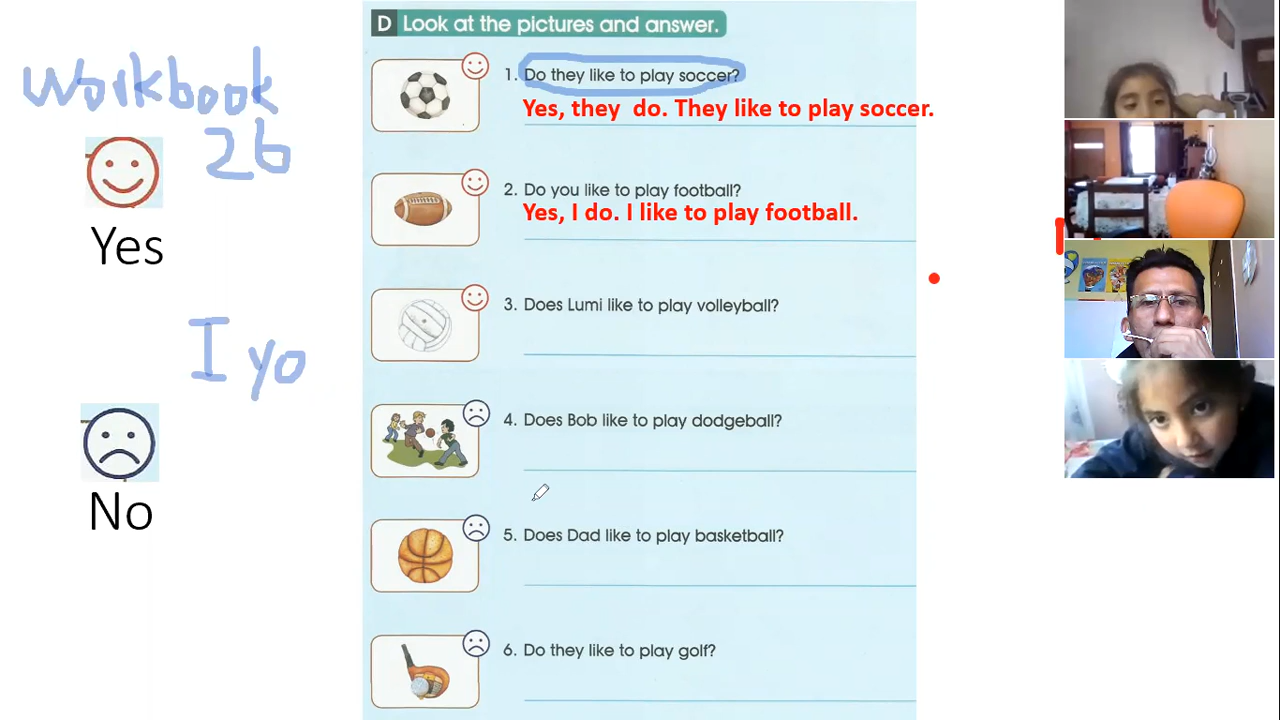 D Look at the pictures and answer.
Workbook
26
Yes
I yo
No
1. Do they like to play soccer?
Yes, they do. They like to play soccer.
2. Do you like to play football?
Yes, I do. I like to play football.
3. Does Lumi like to play volleyball?
4. Does Bob like to play dodgeball?
5. Does Dad like to play basketball?
6. Do they like to play golf?